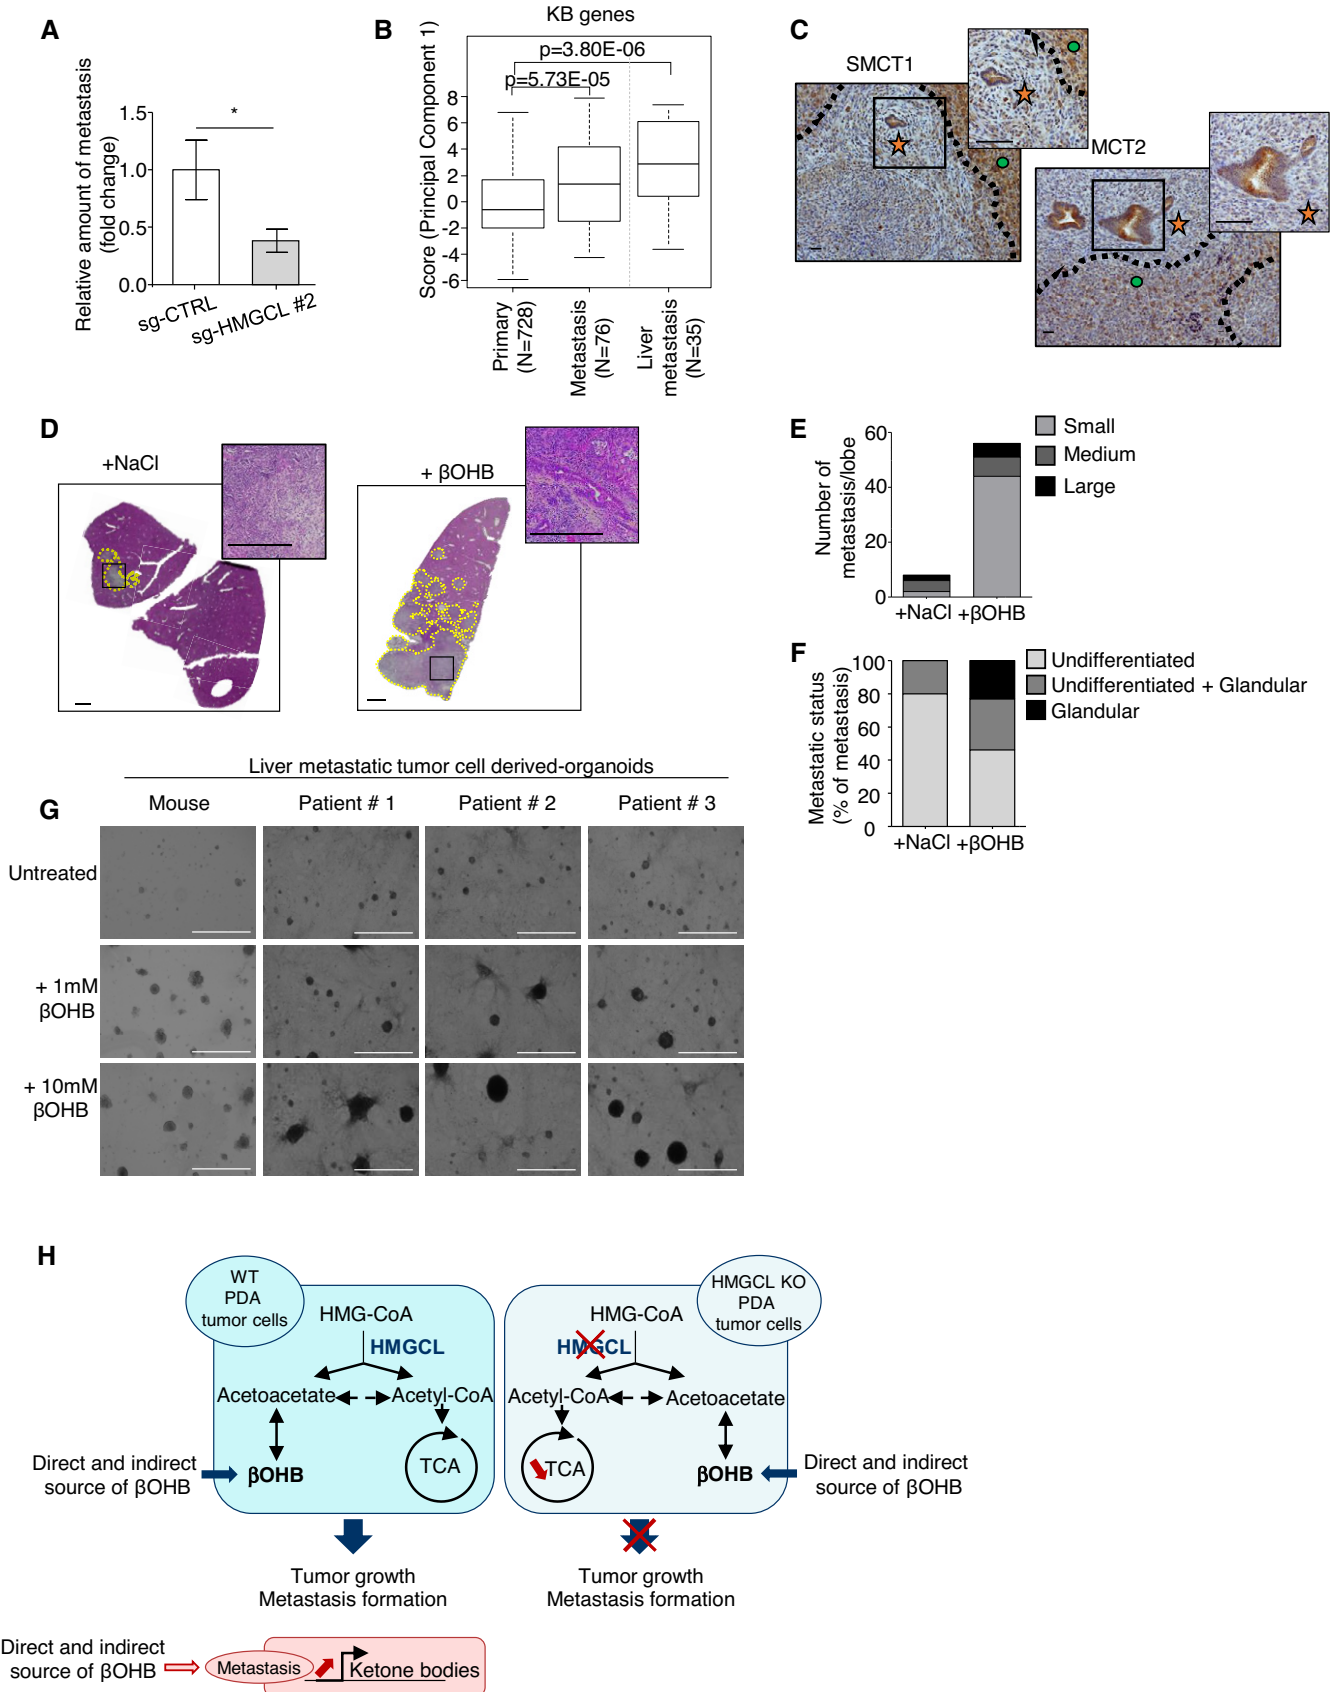 A
Relative amount of metastasis
(fold change)
1.5
1.0
0.5
0.0
*
sg-CTRL
sg-HMGCL #2
B
KB genes
Score (Principal Component 1)
p=3.80E-06
p=5.73E-05
8
6
4
2
0
-2
-4
-6
Primary
(N=728)
Metastasis
(N=76)
Liver
metastasis
(N=35)
C
SMCT1
MCT2
D
+NaCl
+ βOHB
E
Number of
metastasis/lobe
60
40
20
0
+NaCl
+βOHB
Small
Medium
Large
F
Metastatic status
(% of metastasis)
100
80
60
40
20
0
+NaCl
+βOHB
Undifferentiated
Undifferentiated + Glandular
Glandular
G
Liver metastatic tumor cell derived-organoids
Mouse
Patient # 1
Patient # 2
Patient # 3
Untreated
+ 1mM
βOHB
+ 10mM
βOHB
H
WT
PDA
tumor cells
HMG-CoA
HMGCL
Acetoacetate
Acetyl-CoA
TCA
βOHB
Direct and indirect
source of βOHB
Tumor growth
Metastasis formation
HMGCL KO
PDA
tumor cells
HMG-CoA
HMGCL
Acetyl-CoA
Acetoacetate
TCA
βOHB
Direct and indirect
source of βOHB
Tumor growth
Metastasis formation
Direct and indirect
source of βOHB
Metastasis
Ketone bodies